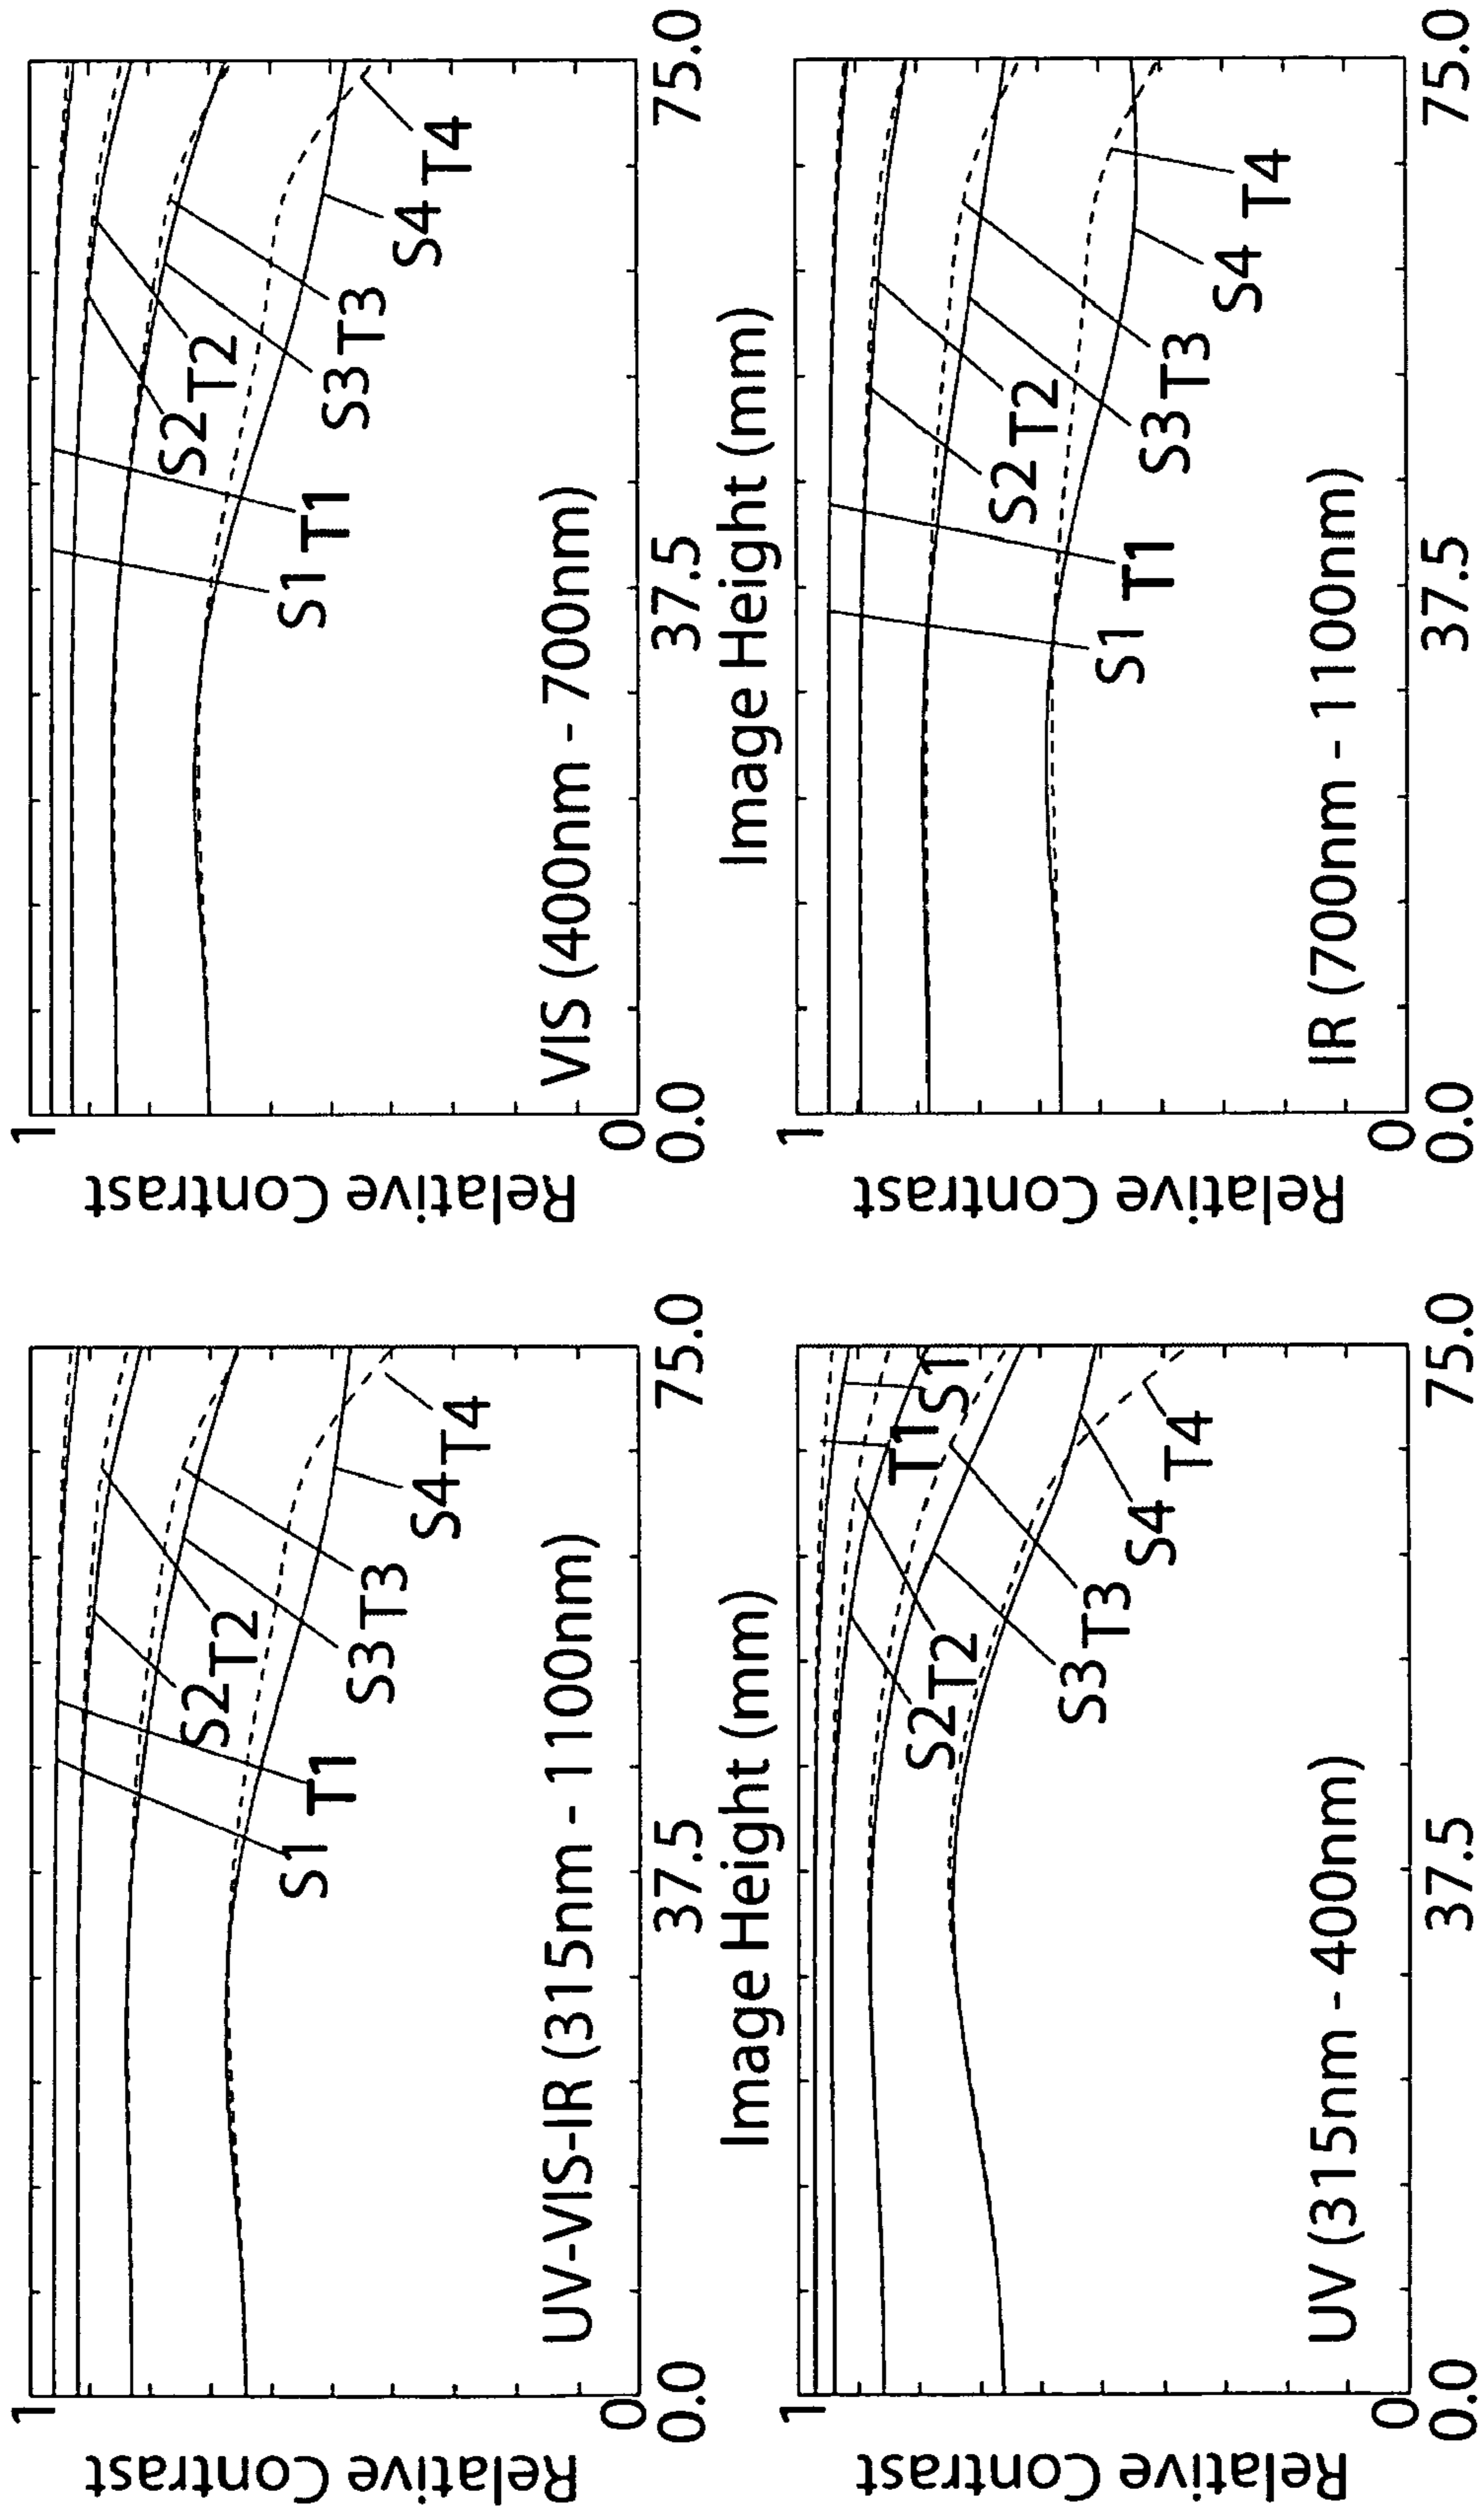 Relative Contrast
1
0
S1 T1
S2 T2
S3 T3
S4 T4
UV-VIS-IR (315nm - 1100nm)
0.0
37.5
75.0
Image Height (mm)
Relative Contrast
1
0
S1 T1
S2 T2
S3 T3
S4 T4
VIS (400nm - 700nm)
0.0
37.5
75.0
Image Height (mm)
Relative Contrast
1
0
T1 S1
S2 T2
S3 T3
S4 T4
UV (315nm - 400nm)
0.0
37.5
75.0
Relative Contrast
1
0
S1 T1
S2 T2
S3 T3
S4 T4
IR (700nm - 1100nm)
0.0
37.5
75.0